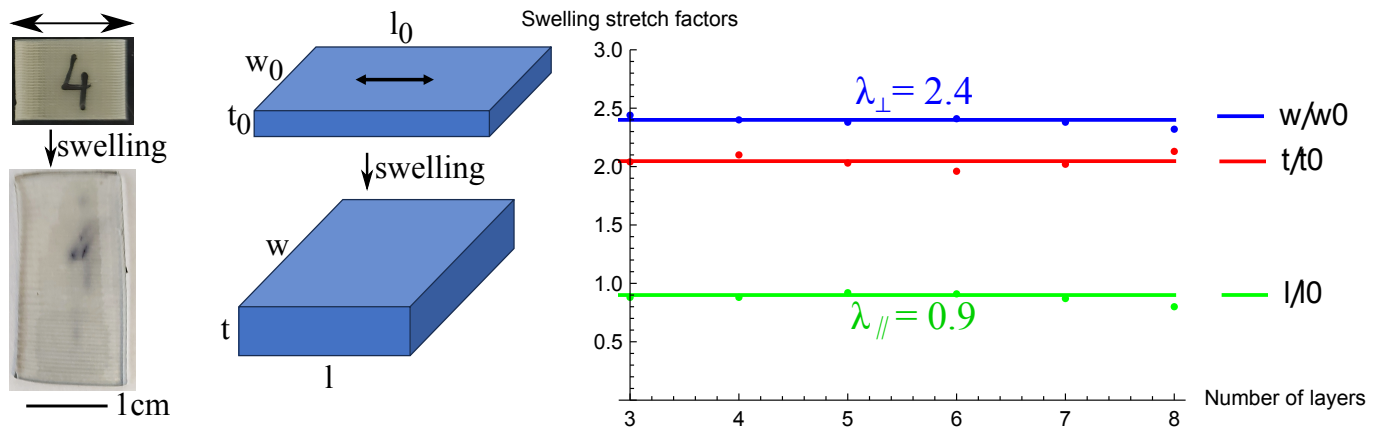 4
swelling
1cm
l0
w0
t0
swelling
w
t
l
Swelling stretch factors
3.0
2.5
2.0
1.5
1.0
0.5
λ⊥ = 2.4
λ// = 0.9
3 4 5 6 7 8
Number of layers
w/w0
t/t0
l/l0